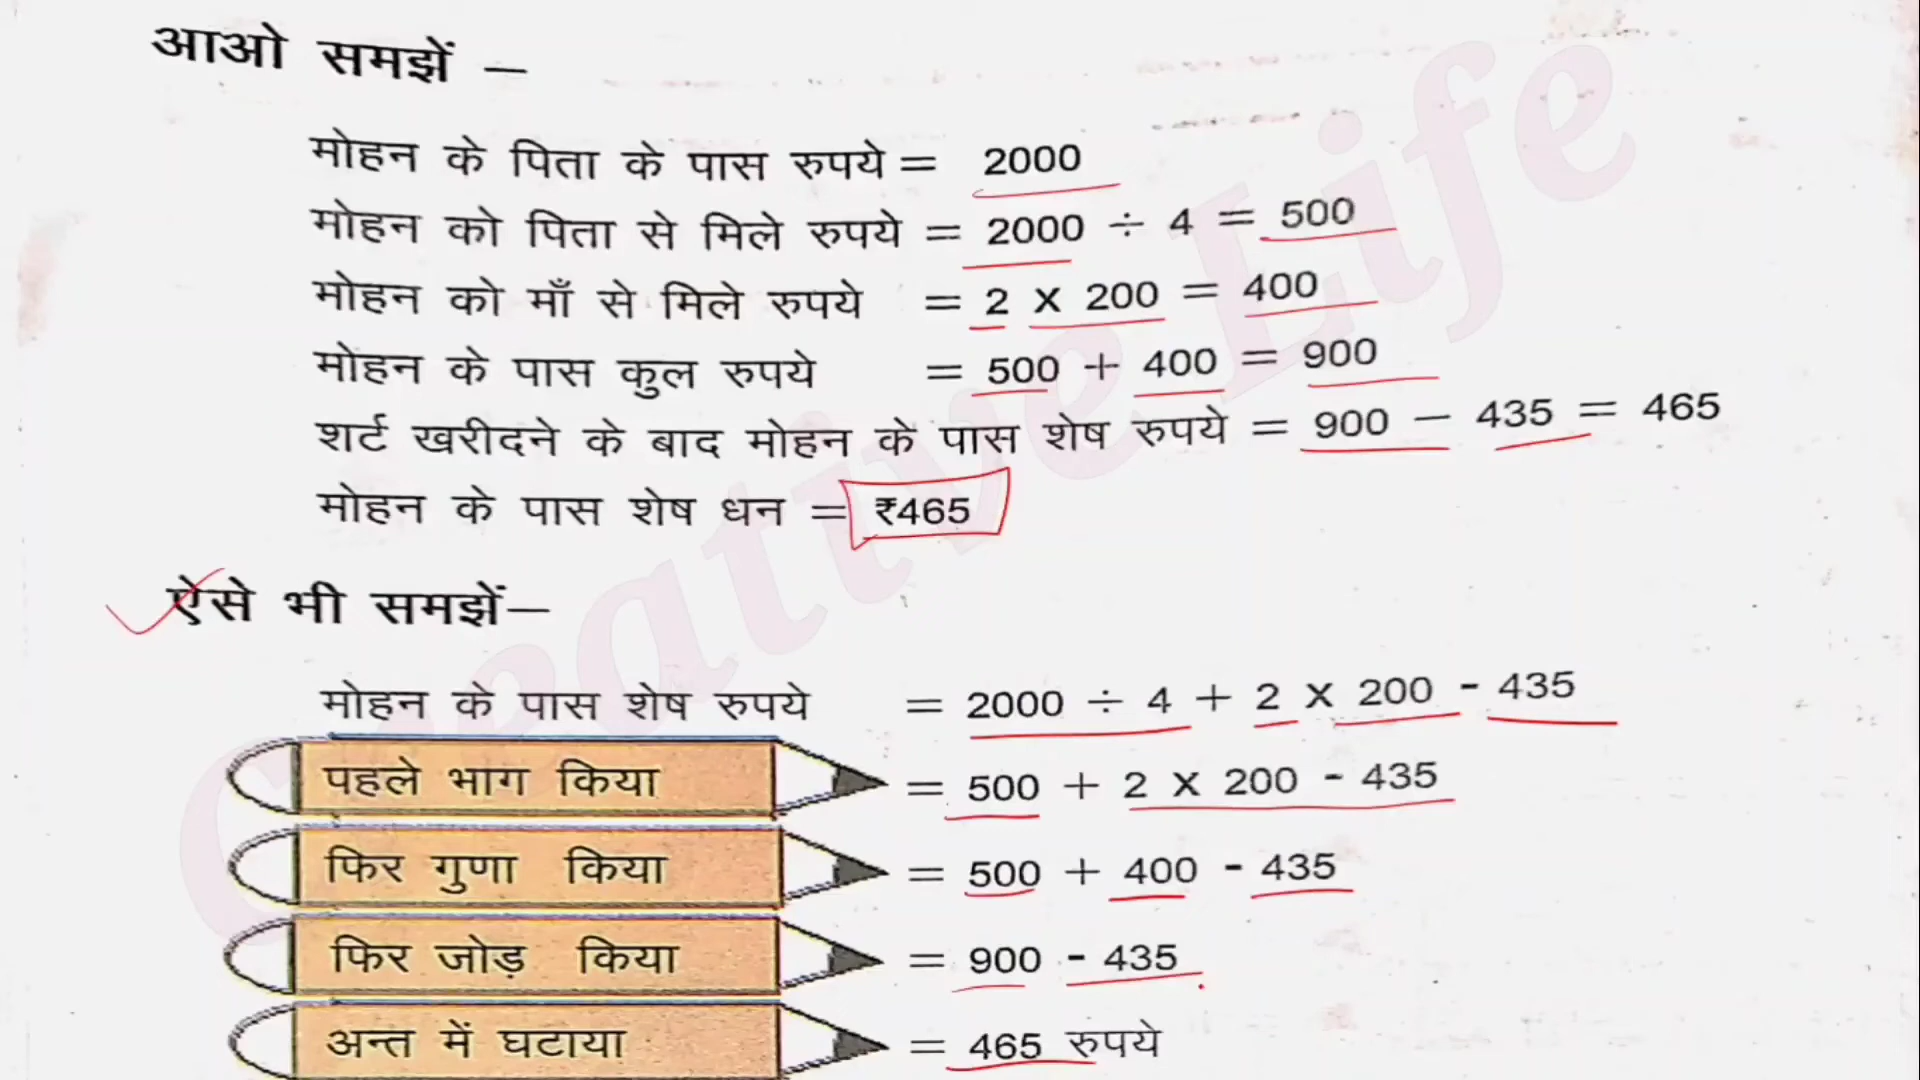 आओ समझें –
मोहन के पिता के पास रुपये = 2000
मोहन को पिता से मिले रुपये = 2000 ÷ 4 = 500
मोहन को माँ से मिले रुपये = 2 x 200 = 400
मोहन के पास कुल रुपये = 500 + 400 = 900
शर्ट खरीदने के बाद मोहन के पास शेष रुपये = 900 – 435 = 465
मोहन के पास शेष धन = ₹465
ऐसे भी समझें–
मोहन के पास शेष रुपये = 2000 ÷ 4 + 2 x 200 - 435
पहले भाग किया = 500 + 2 x 200 - 435
फिर गुणा किया = 500 + 400 - 435
फिर जोड़ किया = 900 - 435
अन्त में घटाया = 465 रुपये
Creative Life